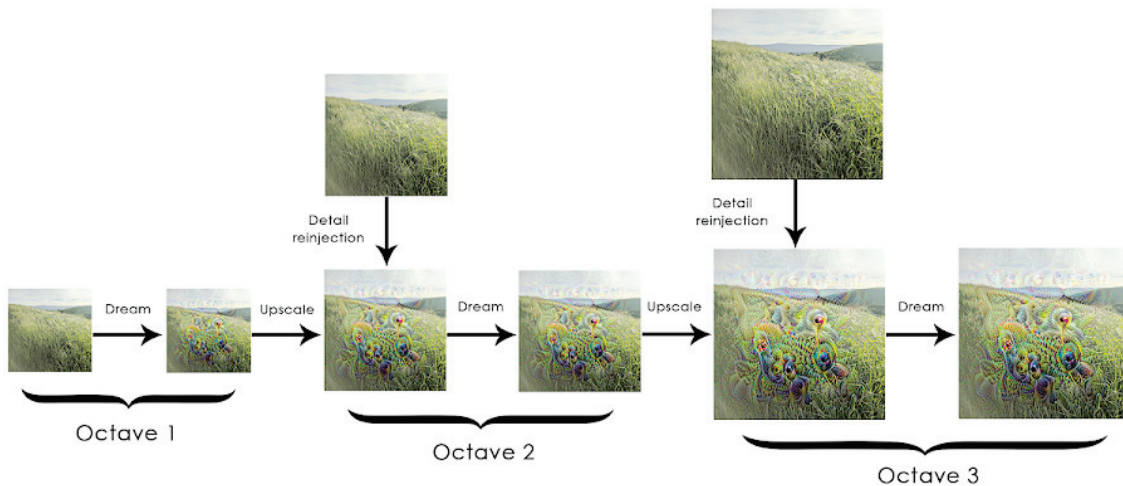 Detail
reinjection
Detail
reinjection
Dream
Upscale
Dream
Upscale
Dream
Octave 1
Octave 2
Octave 3